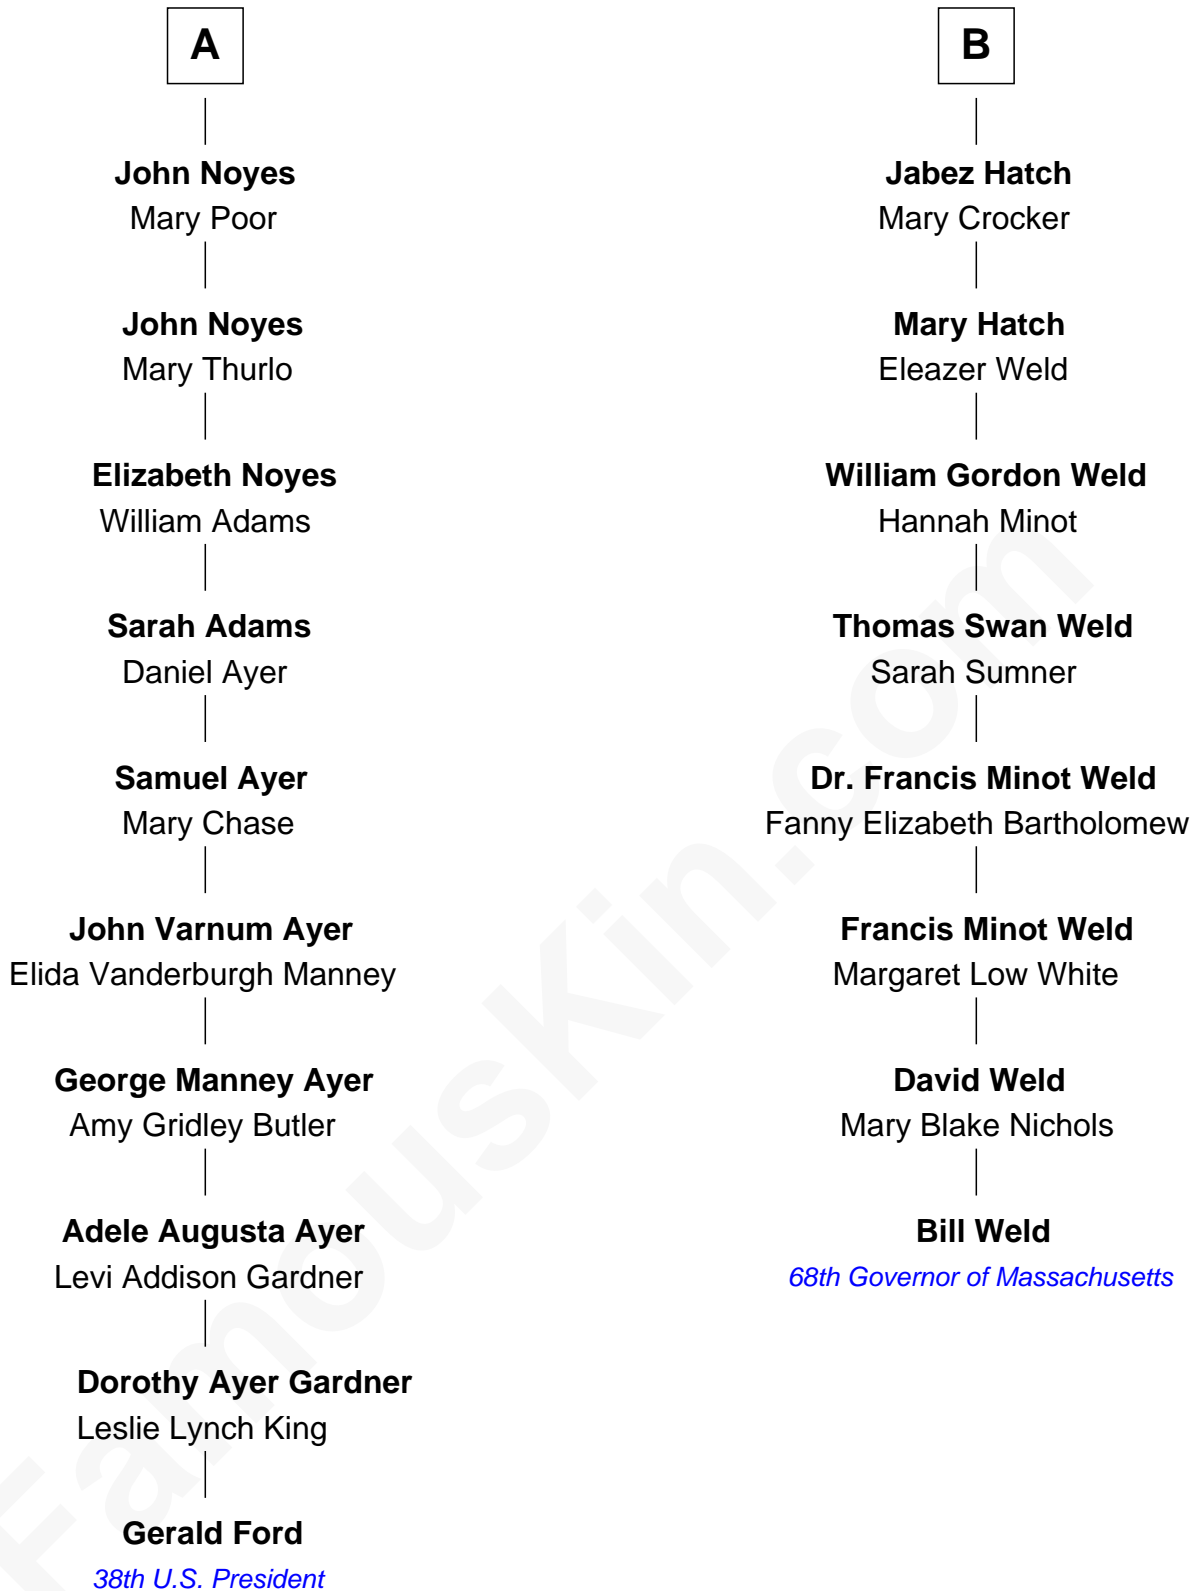 A
John Noyes
Mary Poor
John Noyes
Mary Thurlo
Elizabeth Noyes
William Adams
Sarah Adams
Daniel Ayer
Samuel Ayer
Mary Chase
John Varnum Ayer
Elida Vanderburgh Manney
George Manney Ayer
Amy Gridley Butler
Adele Augusta Ayer
Levi Addison Gardner
Dorothy Ayer Gardner
Leslie Lynch King
Gerald Ford
38th U.S. President
B
Jabez Hatch
Mary Crocker
Mary Hatch
Eleazer Weld
William Gordon Weld
Hannah Minot
Thomas Swan Weld
Sarah Sumner
Dr. Francis Minot Weld
Fanny Elizabeth Bartholomew
Francis Minot Weld
Margaret Low White
David Weld
Mary Blake Nichols
Bill Weld
68th Governor of Massachusetts
FamousKin.com